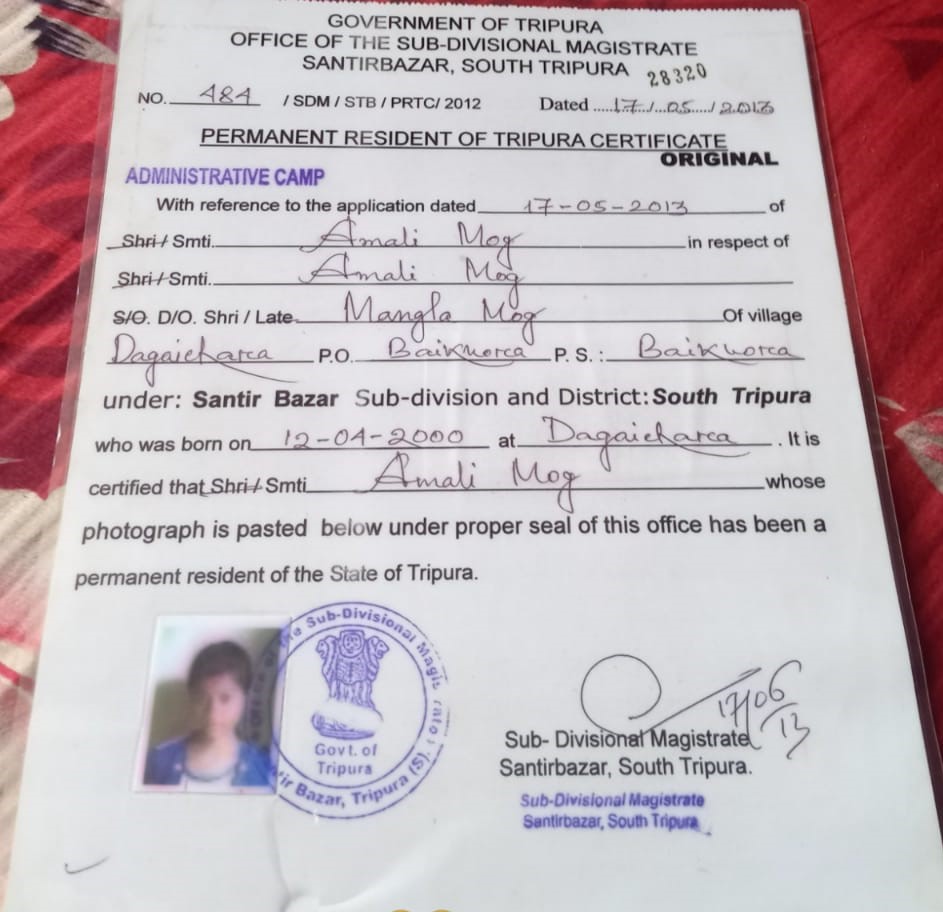 GOVERNMENT OF TRIPURA
OFFICE OF THE SUB-DIVISIONAL MAGISTRATE
SANTIRBAZAR, SOUTH TRIPURA 28320
NO. 484 / SDM / STB / PRTC/ 2012 Dated .....17/...05..../2013
PERMANENT RESIDENT OF TRIPURA CERTIFICATE
ORIGINAL
ADMINISTRATIVE CAMP
With reference to the application dated 17-05-2013 of
Shri / Smti. Amali Mog in respect of
Shri / Smti. Amali Mog
S/O. D/O. Shri / Late. Mangla Mog Of village
Dagaicharca P.O. Baikhorca P. S. : Baikhorca
under: Santir Bazar Sub-division and District: South Tripura
who was born on 12-04-2000 at Dagaicharca . It is
certified that Shri / Smti Amali Mog whose
photograph is pasted below under proper seal of this office has been a
permanent resident of the State of Tripura.
the Sub-Divisional Magistrate
Govt. of
Tripura
Bazar, Tripura (S).
17/06/13
Sub- Divisional Magistrate
Santirbazar, South Tripura.
Sub-Divisional Magistrate
Santirbazar, South Tripura